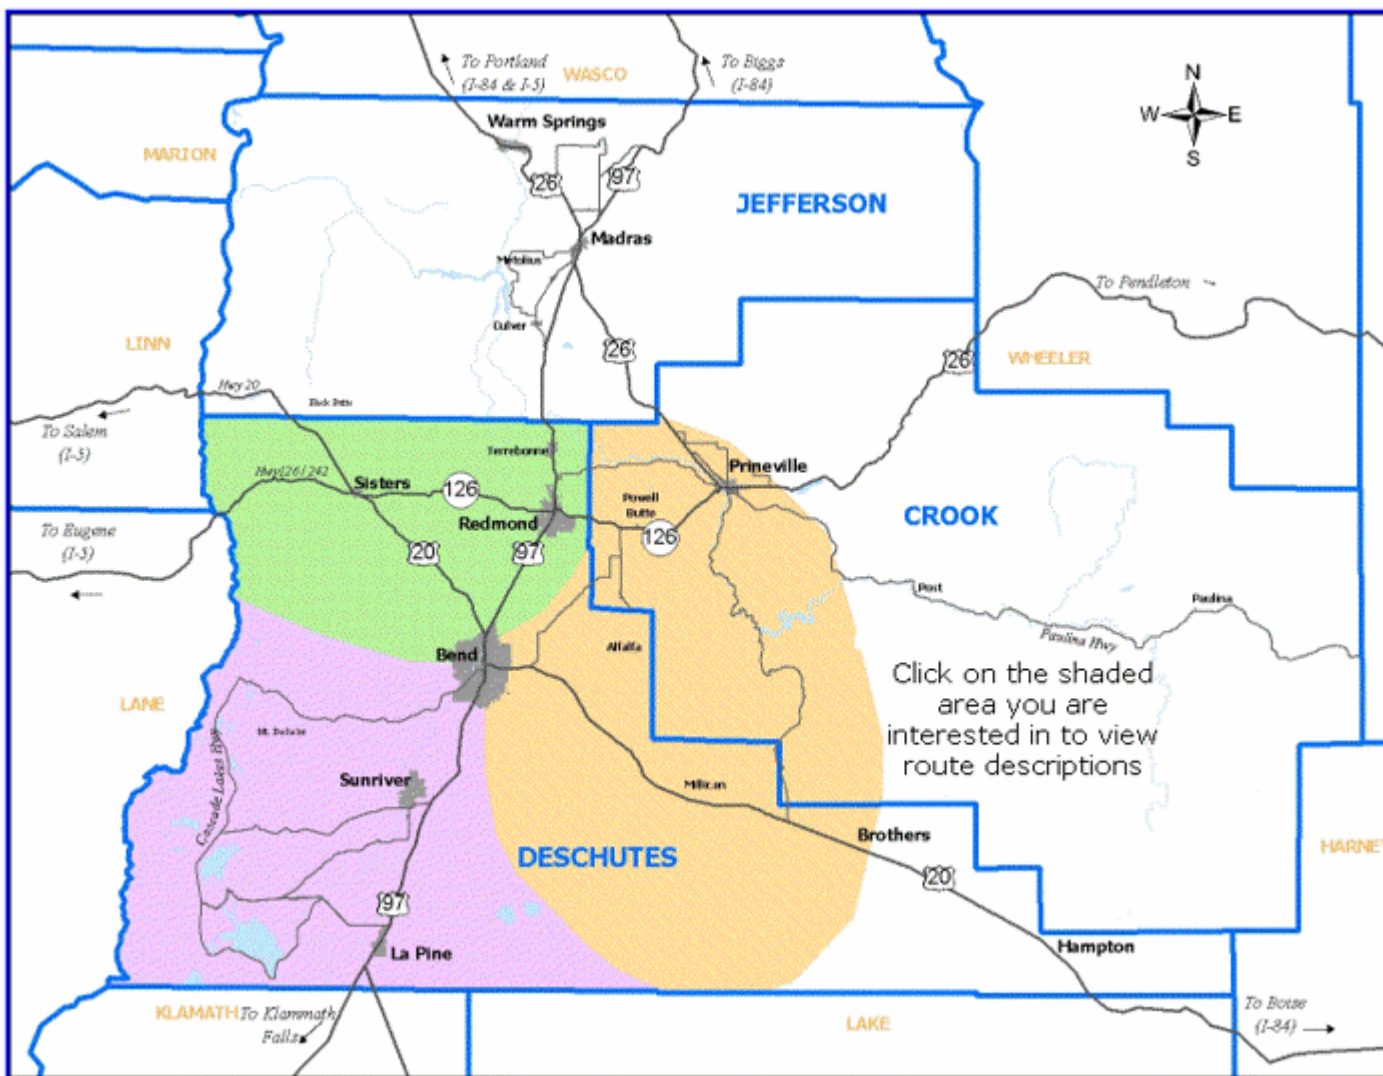 To Portland
(I-84 & I-5)
WASCO
To Biggs
(I-84)
N
W
E
S
Warm Springs
MARION
26
97
JEFFERSON
Madras
Metolius
To Pendleton
Culver
LINN
26
26
WHEELER
Hwy 20
Black Butte
To Salem
(I-5)
Terrebonne
Prineville
Sisters
126
Powell
Butte
Redmond
CROOK
To Eugene
(I-5)
126
20
97
Post
Paulina
Paulina Hwy
Bend
Alfalfa
Click on the shaded
area you are
interested in to view
route descriptions
LANE
Sunriver
Millican
Cascade Lakes Hwy
Brothers
DESCHUTES
HARNEY
20
97
La Pine
Hampton
KLAMATH
To Klammath
Falls
LAKE
To Boise
(I-84)